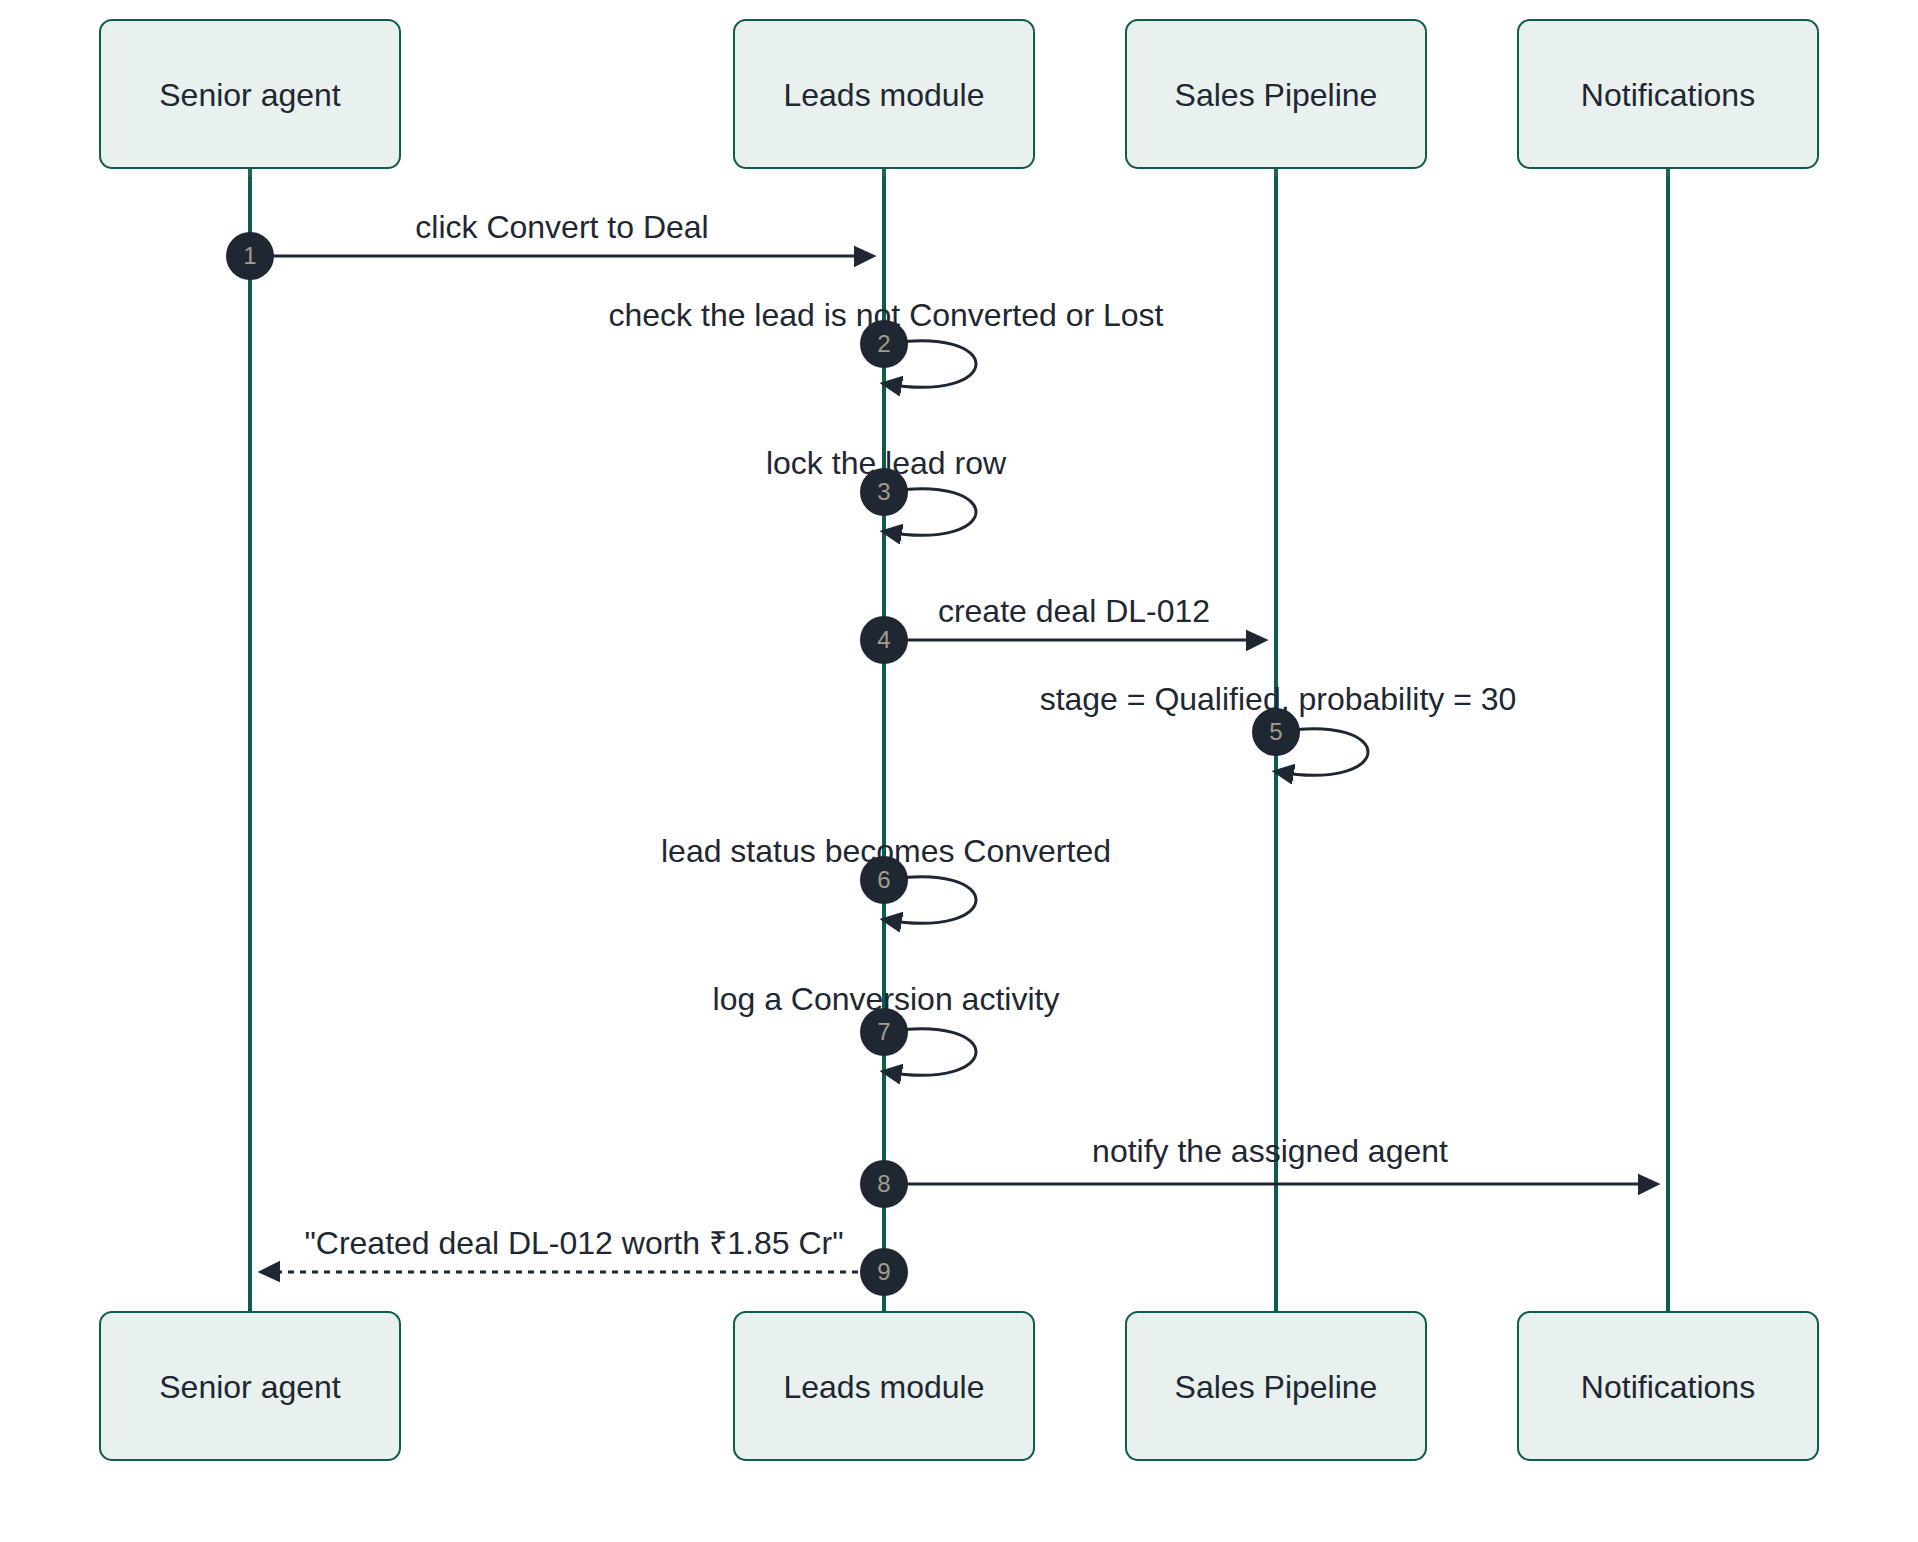 Senior agent
Leads module
Sales Pipeline
Notifications
click Convert to Deal
1
check the lead is not Converted or Lost
2
lock the lead row
3
create deal DL-012
4
stage = Qualified, probability = 30
5
lead status becomes Converted
6
log a Conversion activity
7
notify the assigned agent
8
"Created deal DL-012 worth ₹1.85 Cr"
9
Senior agent
Leads module
Sales Pipeline
Notifications